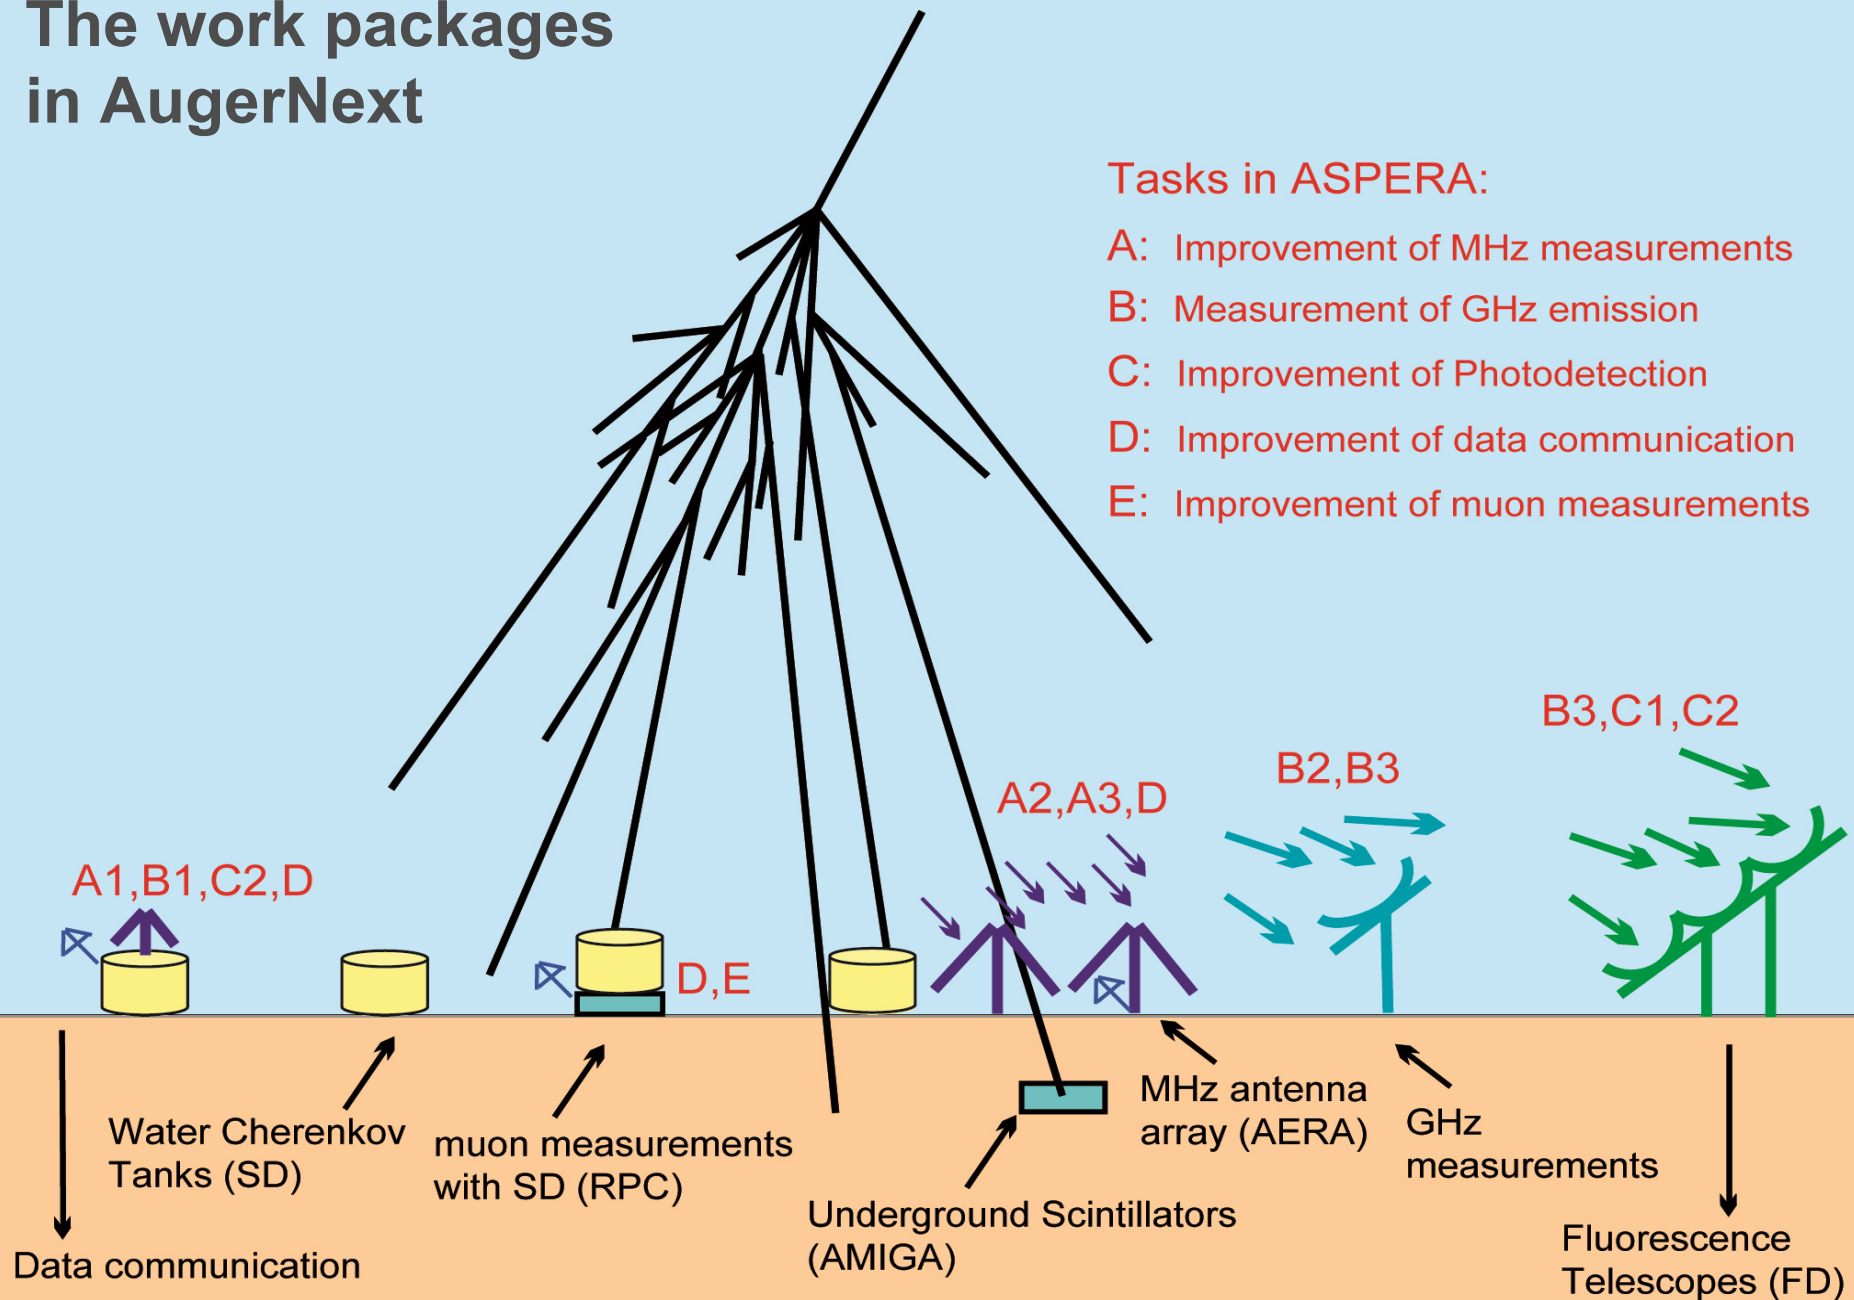 The work packages
in AugerNext
Tasks in ASPERA:
A: Improvement of MHz measurements
B: Measurement of GHz emission
C: Improvement of Photodetection
D: Improvement of data communication
E: Improvement of muon measurements
B3,C1,C2
B2,B3
A2,A3,D
A1,B1,C2,D
D,E
Water Cherenkov
Tanks (SD)
muon measurements
with SD (RPC)
MHz antenna
array (AERA)
GHz
measurements
Underground Scintillators
(AMIGA)
Data communication
Fluorescence
Telescopes (FD)